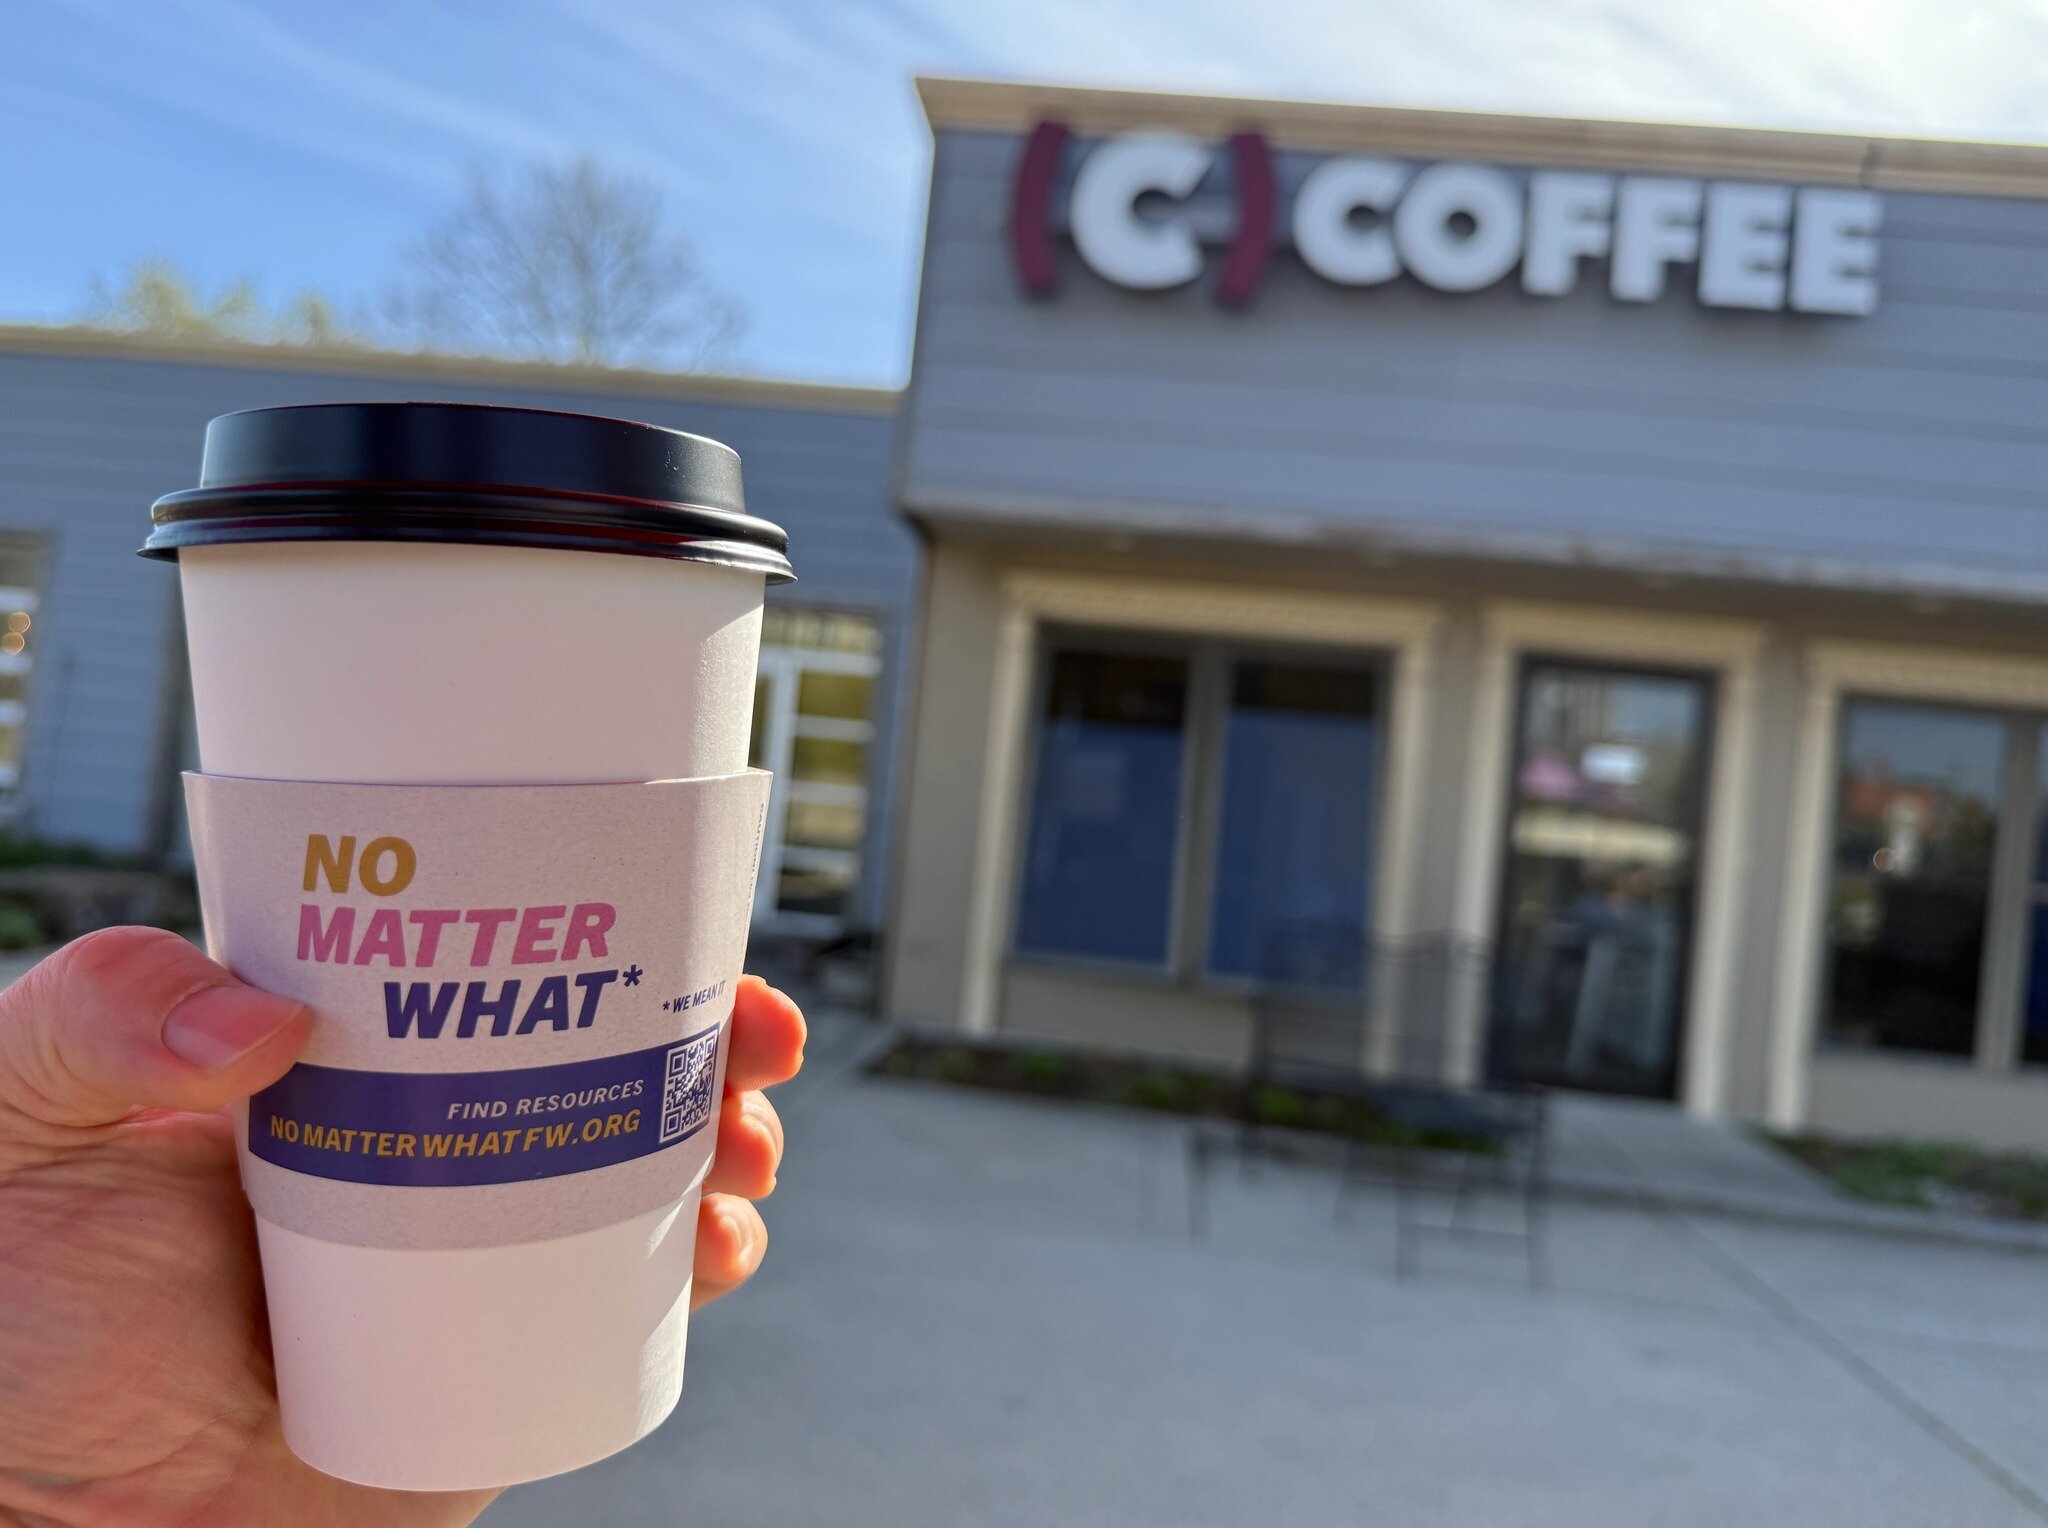 (C) COFFEE
NO
MATTER
WHAT*
*WE MEAN IT
FIND RESOURCES
NOMATTERWHATFW.ORG